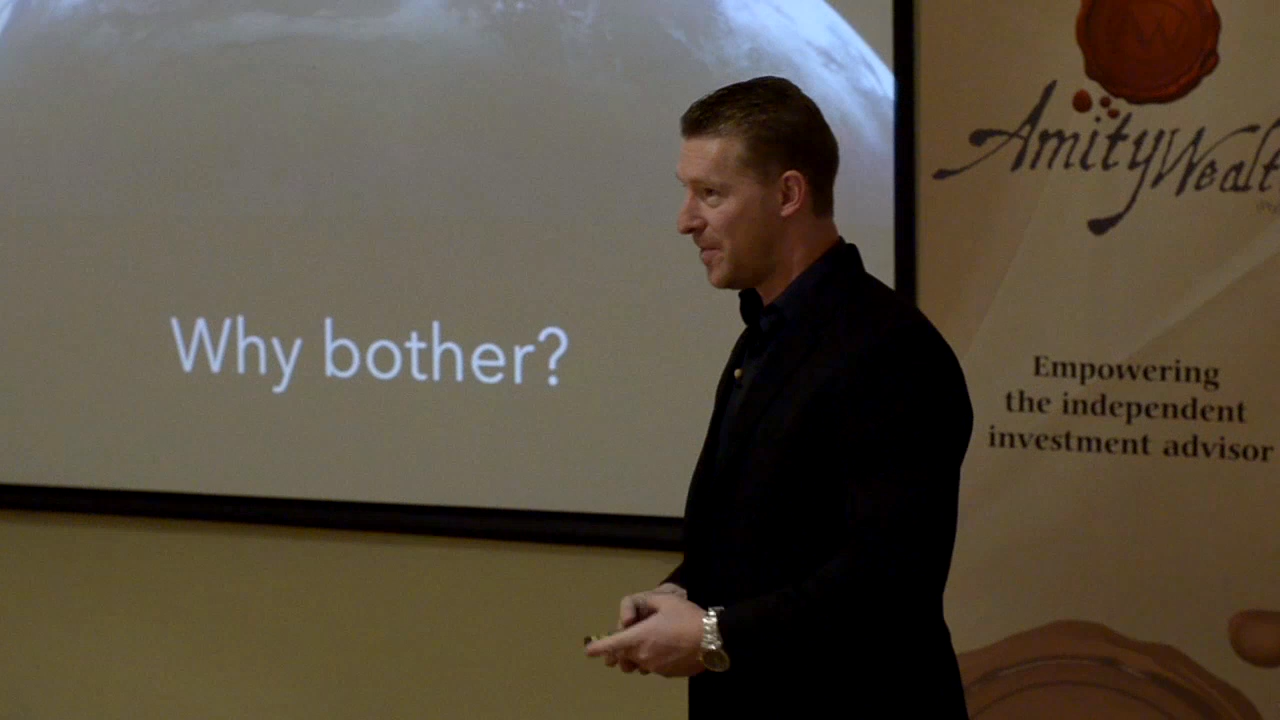 Why bother?
AmityWealt
Empowering
the independent
investment advisor